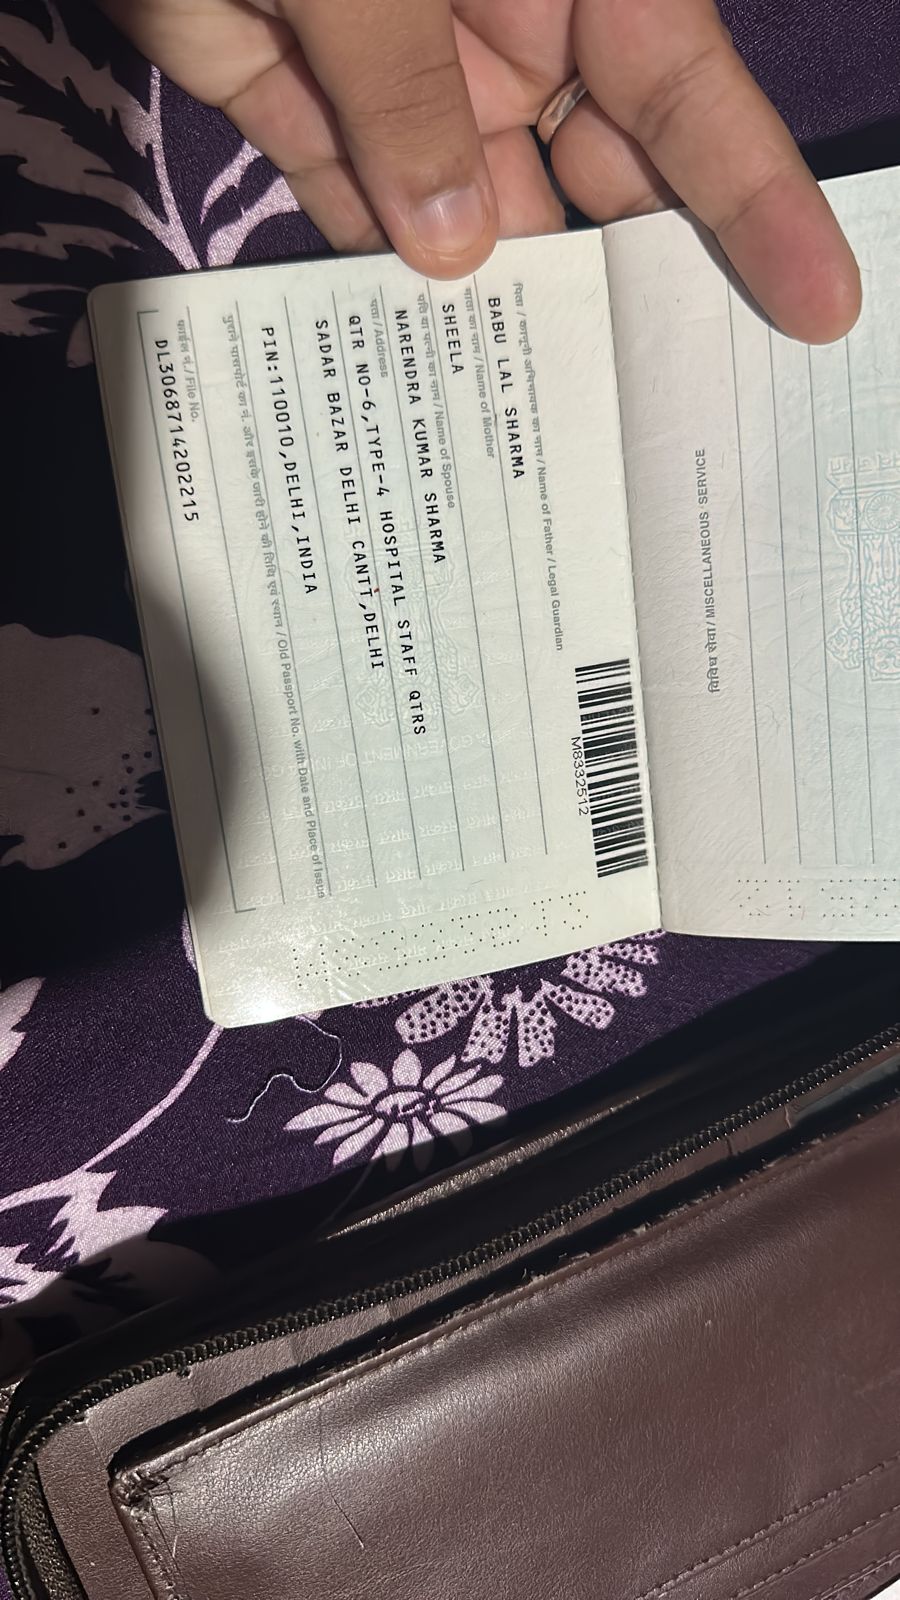 पिता / कानूनी अभिभावक का नाम / Name of Father / Legal Guardian
BABU LAL SHARMA
माता का नाम / Name of Mother
SHEELA
पति या पत्नी का नाम / Name of Spouse
NARENDRA KUMAR SHARMA
पता / Address
QTR NO-6,TYPE-4 HOSPITAL STAFF QTRS
SADAR BAZAR DELHI CANTT,DELHI
PIN:110010,DELHI,INDIA
पुराने पासपोर्ट का नं. और इसके जारी होने की तिथि एवं स्थान / Old Passport No. with Date and Place of Issue
फाईल नं./ File No.
DL3068714202215
M8332512
विविध सेवा / MISCELLANEOUS SERVICE